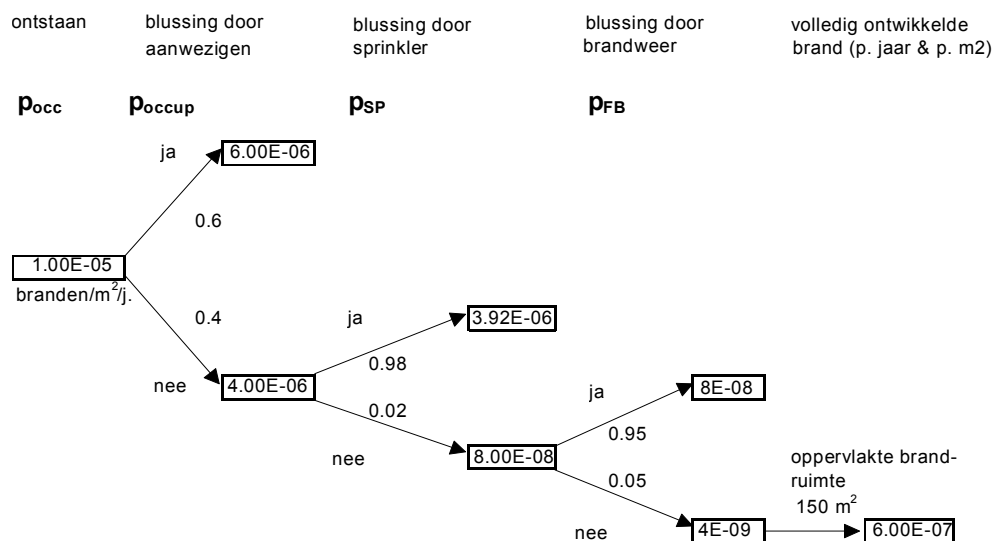 ontstaan
blussing door
aanwezigen
blussing door
sprinkler
blussing door
brandweer
volledig ontwikkelde
brand (p. jaar & p. m2)
pocc
poccup
pSP
pFB
ja
6.00E-06
0.6
1.00E-05
branden/m²/j.
0.4
ja
3.92E-06
0.98
nee
4.00E-06
0.02
ja
8E-08
0.95
nee
8.00E-08
0.05
oppervlakte brand-
ruimte
150 m²
nee
4E-09
6.00E-07